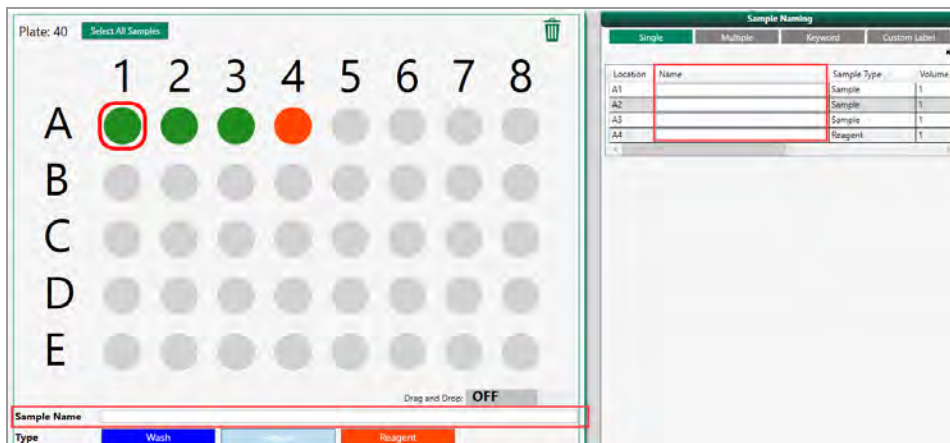 Plate: 40 Select All Samples
1 2 3 4 5 6 7 8
A
B
C
D
E
Drag and Drop: OFF
Sample Name
Type Wash Reagent
Sample Naming
Single Multiple Keyword Custom Label
Location Name Sample Type Volume
A1 Sample 1
A2 Sample 1
A3 Sample 1
A4 Reagent 1